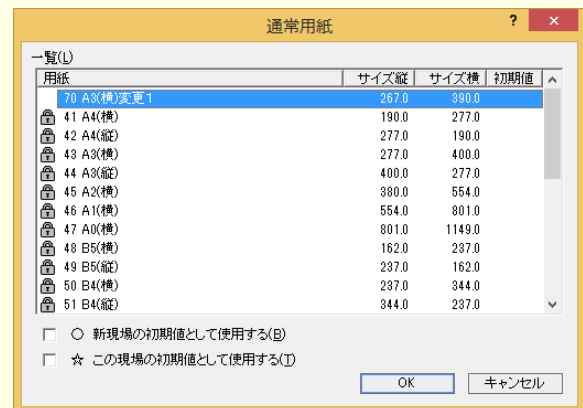 通常用紙
?
×
一覧(L)
用紙 サイズ縦 サイズ横 初期値
70 A3(横)変更1 267.0 390.0
41 A4(横) 190.0 277.0
42 A4(縦) 277.0 190.0
43 A3(横) 277.0 400.0
44 A3(縦) 400.0 277.0
45 A2(横) 380.0 554.0
46 A1(横) 554.0 801.0
47 A0(横) 801.0 1149.0
48 B5(横) 162.0 237.0
49 B5(縦) 237.0 162.0
50 B4(横) 237.0 344.0
51 B4(縦) 344.0 237.0
○ 新現場の初期値として使用する(B)
☆ この現場の初期値として使用する(T)
OK キャンセル